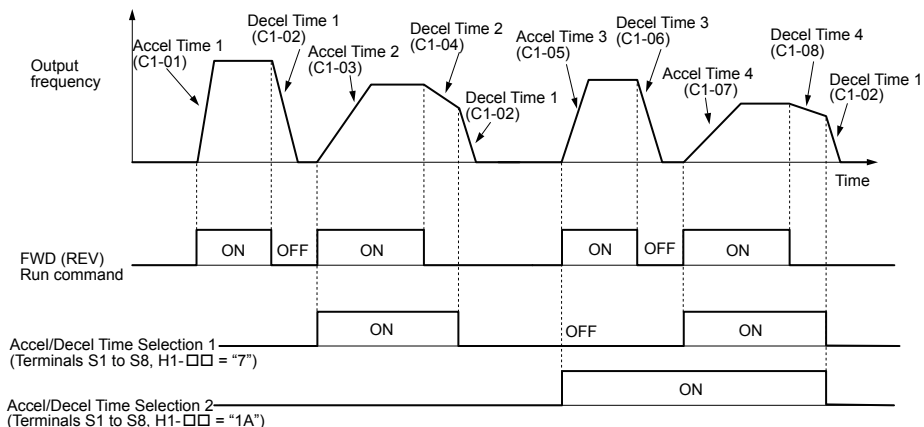 Output
frequency
Accel Time 1
(C1-01)
Decel Time 1
(C1-02)
Accel Time 2
(C1-03)
Decel Time 2
(C1-04)
Decel Time 1
(C1-02)
Accel Time 3
(C1-05)
Decel Time 3
(C1-06)
Accel Time 4
(C1-07)
Decel Time 4
(C1-08)
Decel Time 1
(C1-02)
Time
FWD (REV)
Run command
ON
OFF
ON
ON
OFF
ON
Accel/Decel Time Selection 1
(Terminals S1 to S8, H1-□□ = “7”)
ON
OFF
ON
Accel/Decel Time Selection 2
(Terminals S1 to S8, H1-□□ = “1A”)
ON